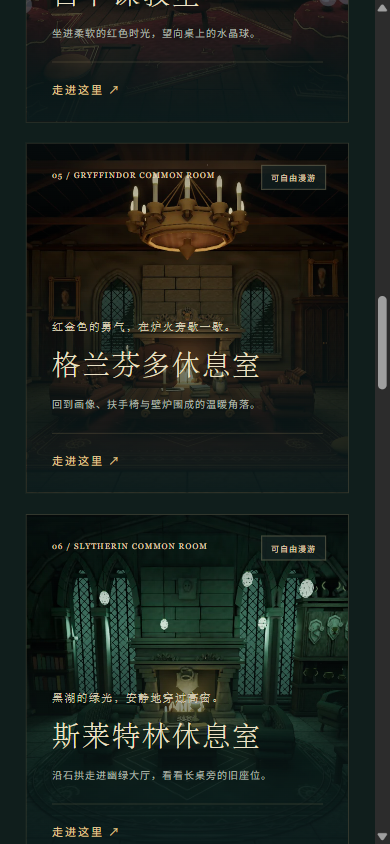 坐进柔软的红色时光，望向桌上的水晶球。
走进这里 ↗
05 / GRYFFINDOR COMMON ROOM
可自由漫游
红金色的勇气，在炉火旁歇一歇。
格兰芬多休息室
回到画像、扶手椅与壁炉围成的温暖角落。
走进这里 ↗
06 / SLYTHERIN COMMON ROOM
可自由漫游
黑湖的绿光，安静地穿过高窗。
斯莱特林休息室
沿石拱走进幽绿大厅，看看长桌旁的旧座位。
走进这里 ↗